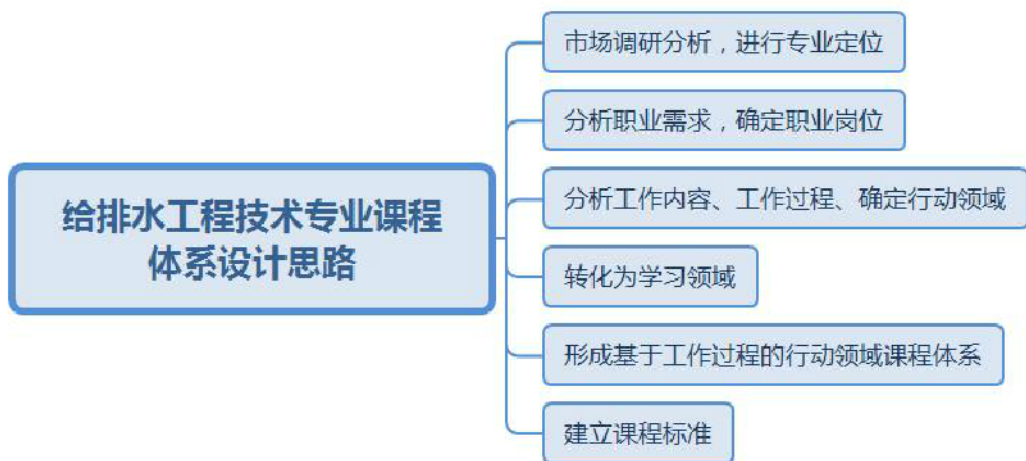 市场调研分析，进行专业定位
分析职业需求，确定职业岗位
分析工作内容、工作过程、确定行动领域
给排水工程技术专业课程
体系设计思路
转化为学习领域
形成基于工作过程的行动领域课程体系
建立课程标准